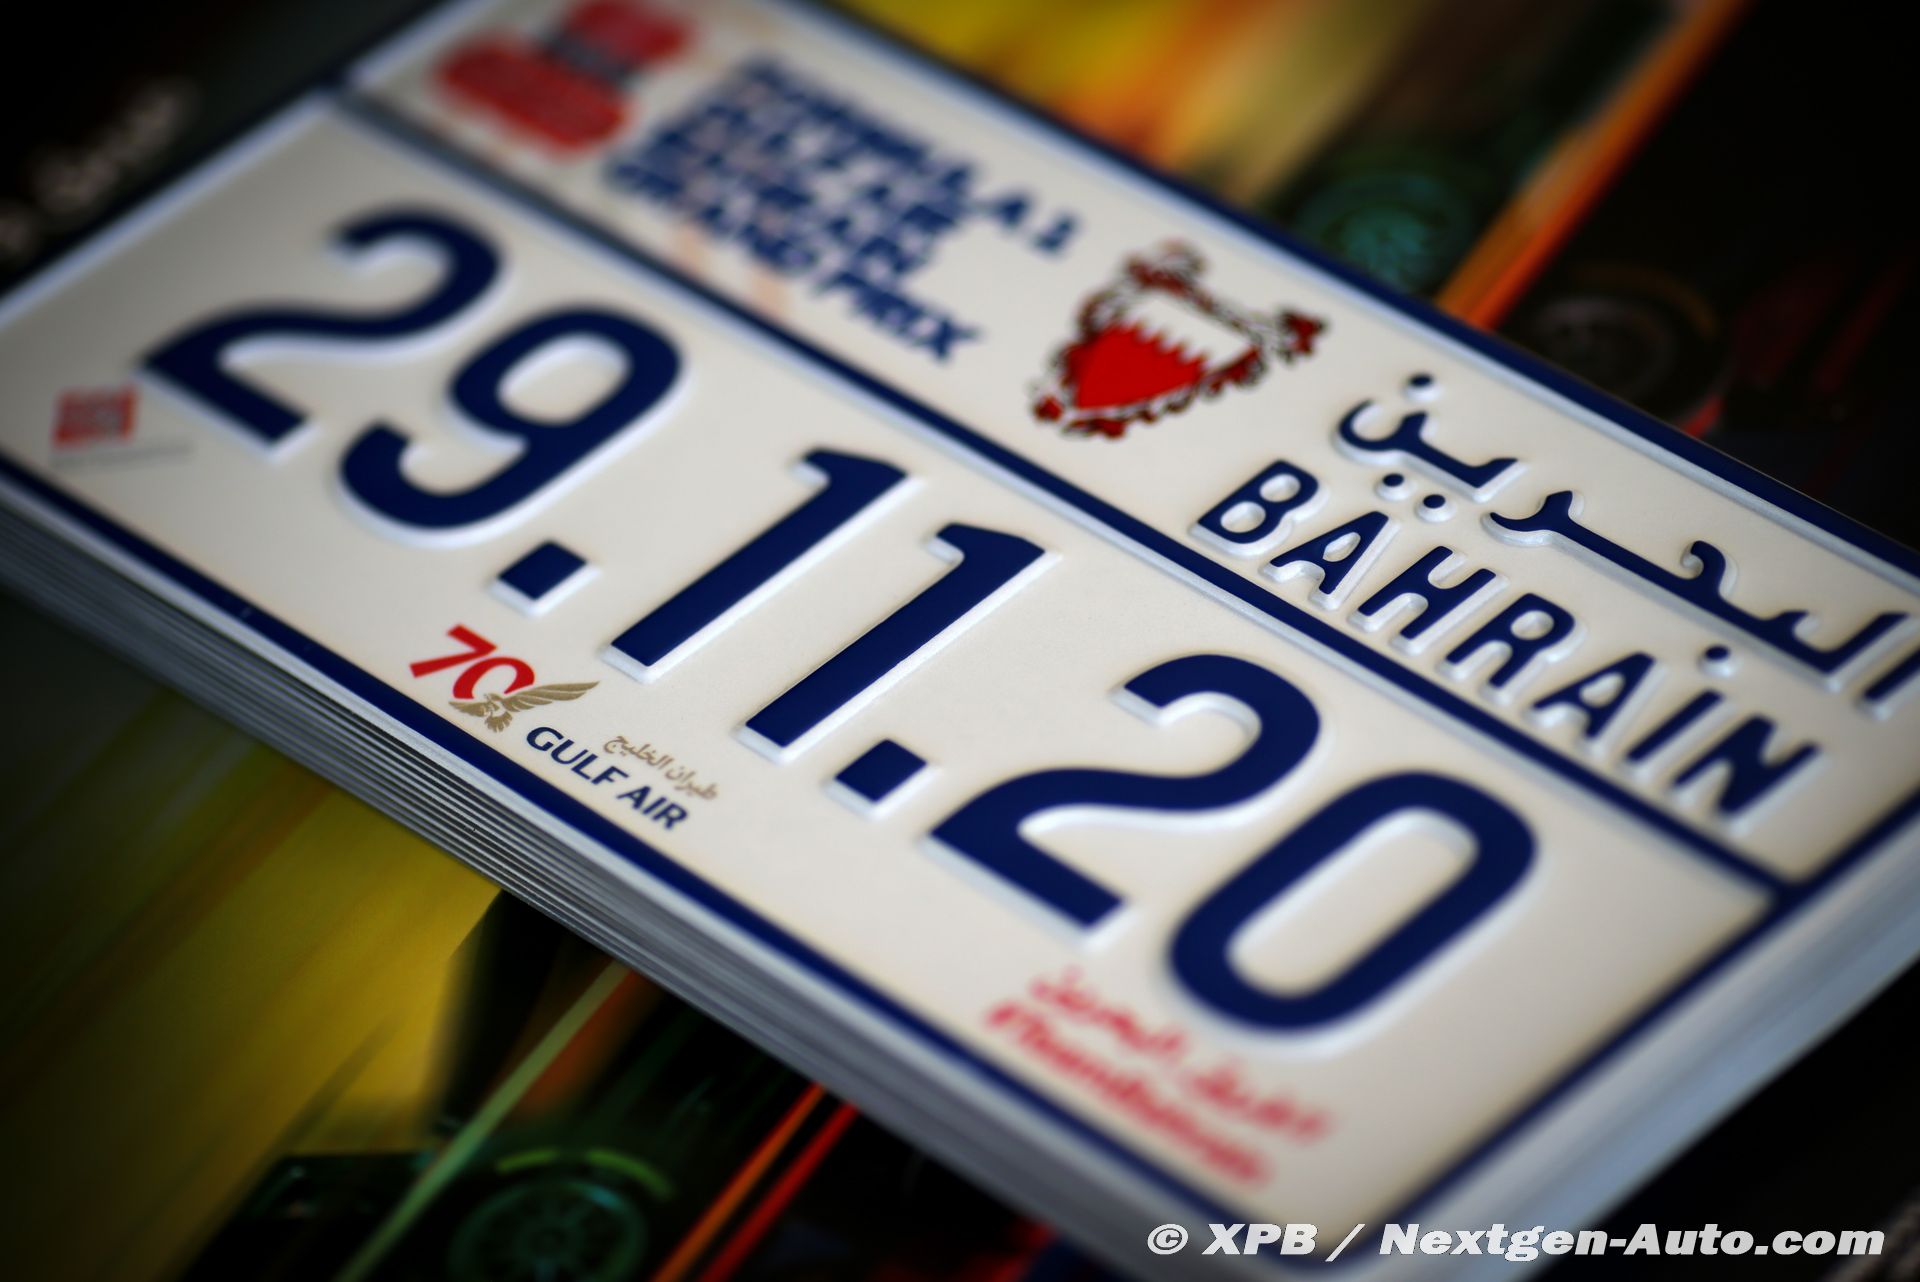 FORMULA 1
GULF AIR
BAHRAIN
GRAND PRIX
البحرين
BAHRAIN
29.11.20
70
طيران الخليج
GULF AIR
© XPB / Nextgen-Auto.com